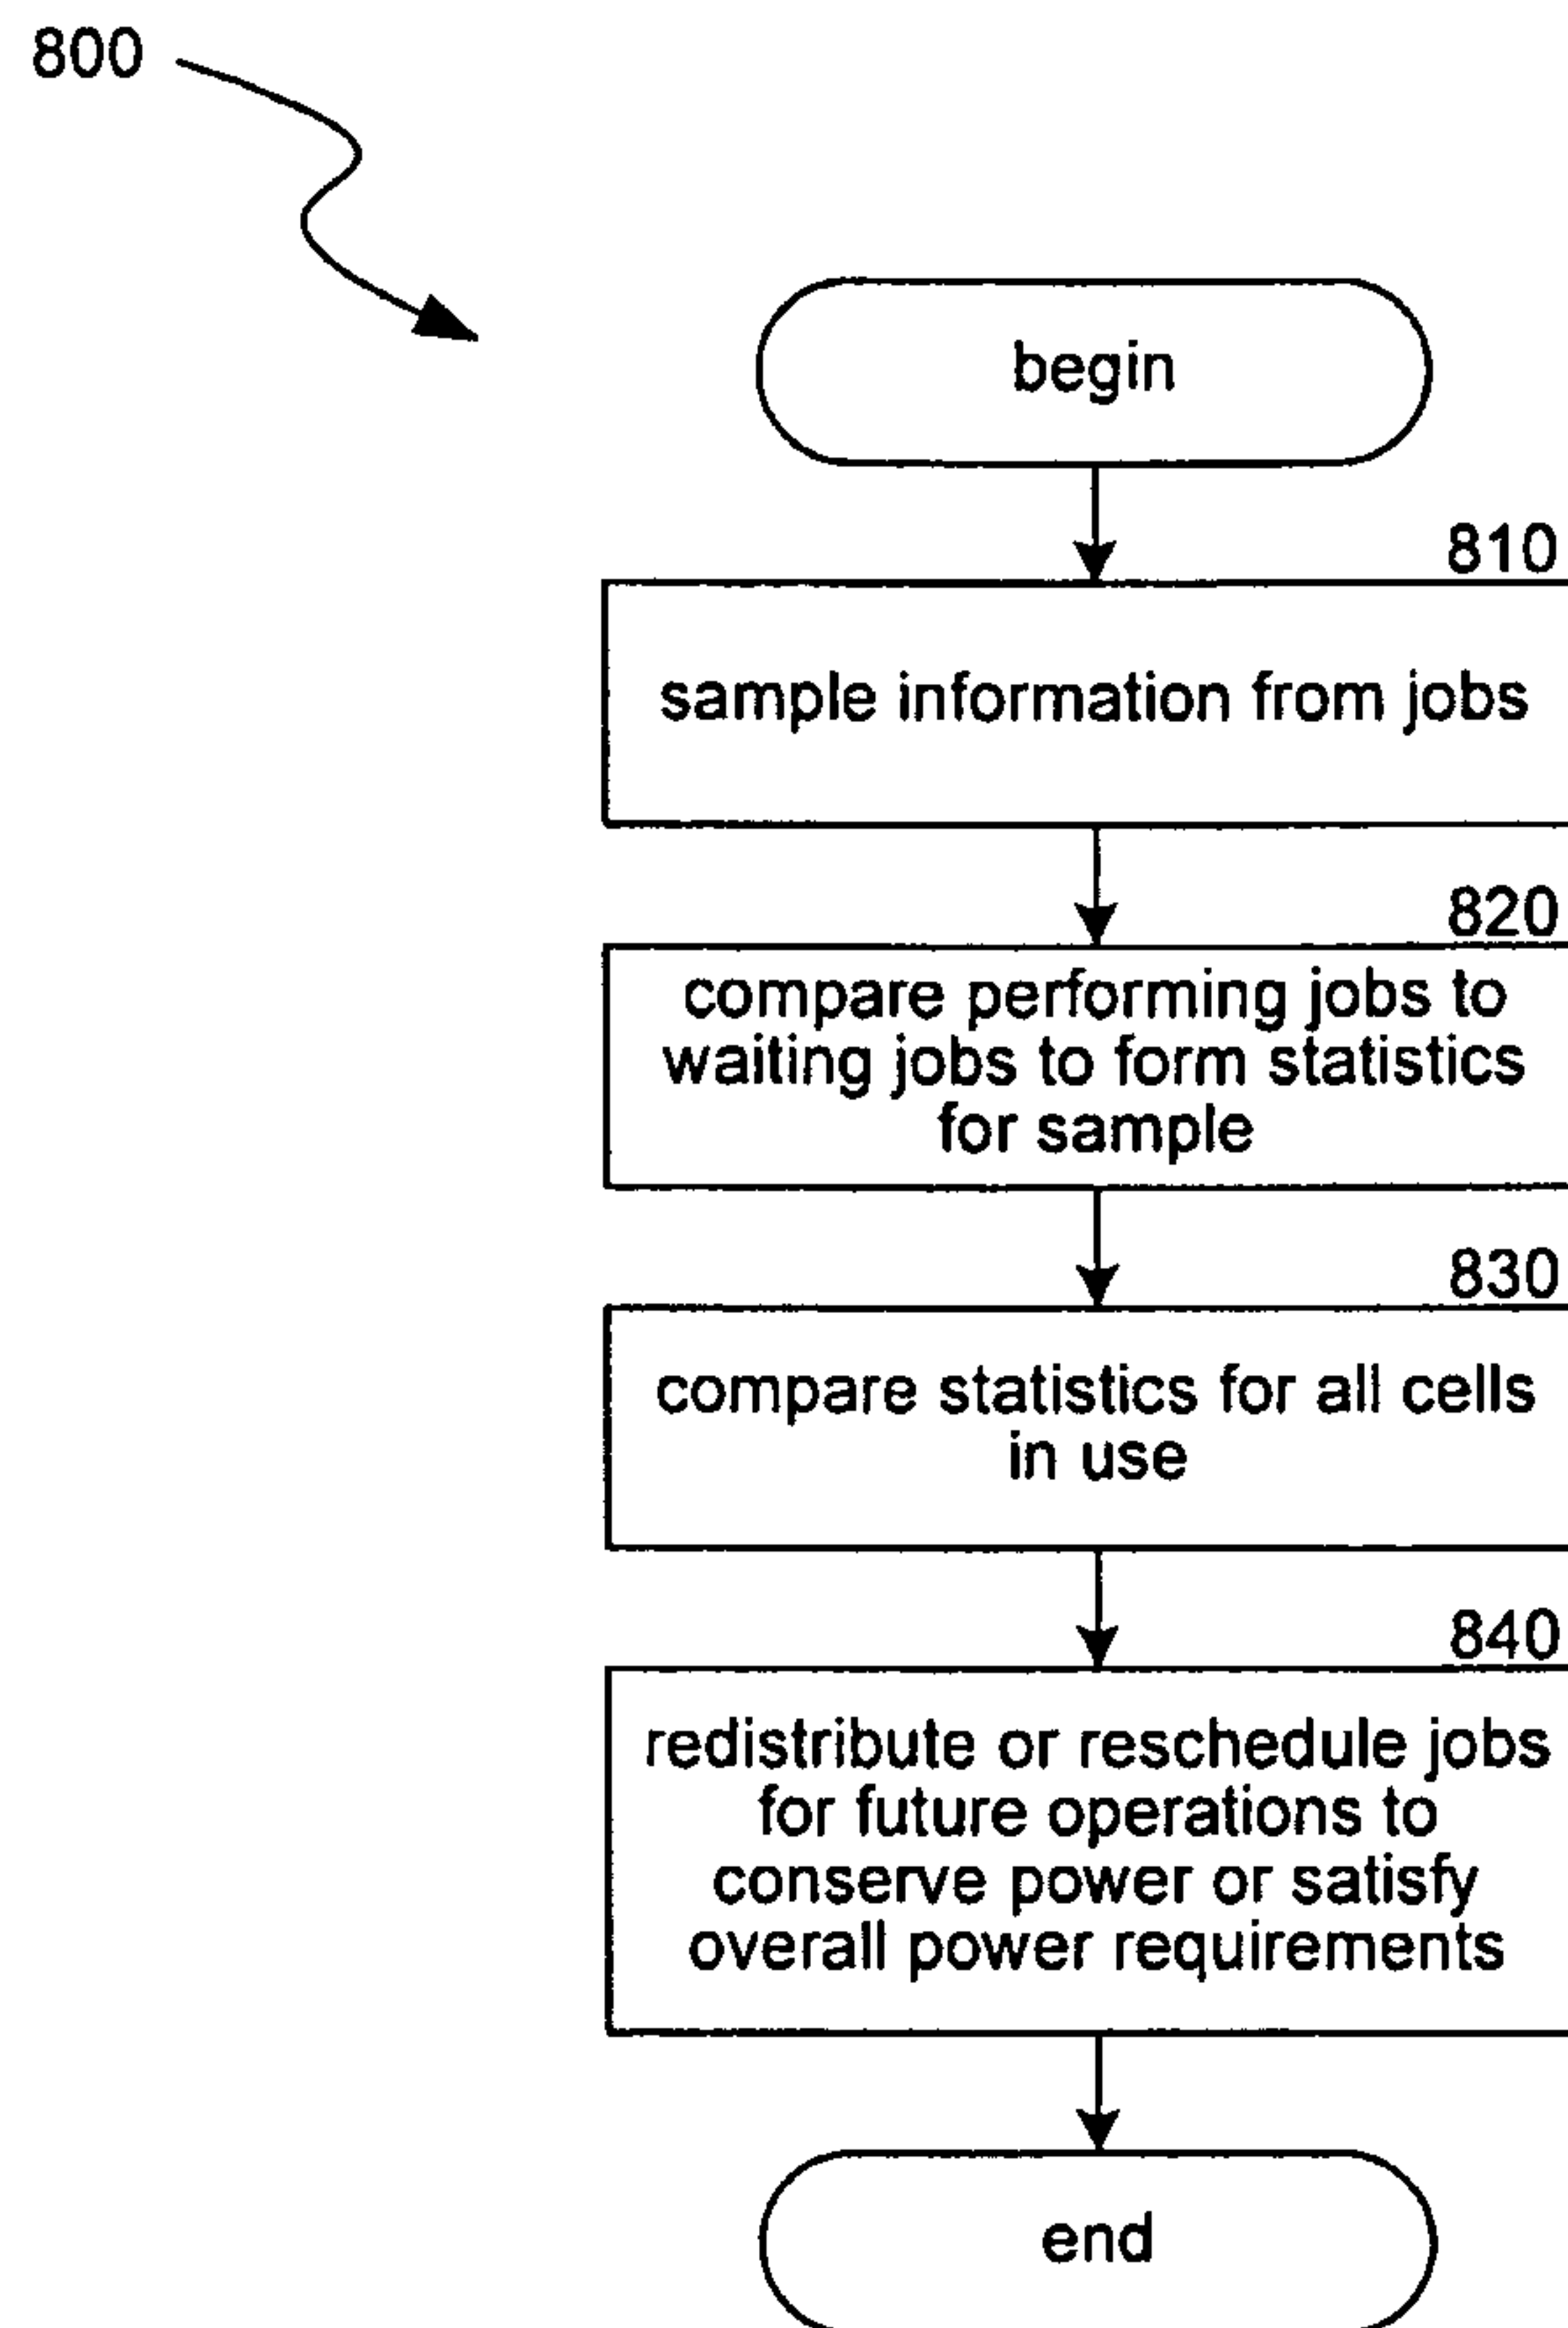 800
begin
810
sample information from jobs
820
compare performing jobs to
waiting jobs to form statistics
for sample
830
compare statistics for all cells
in use
840
redistribute or reschedule jobs
for future operations to
conserve power or satisfy
overall power requirements
end